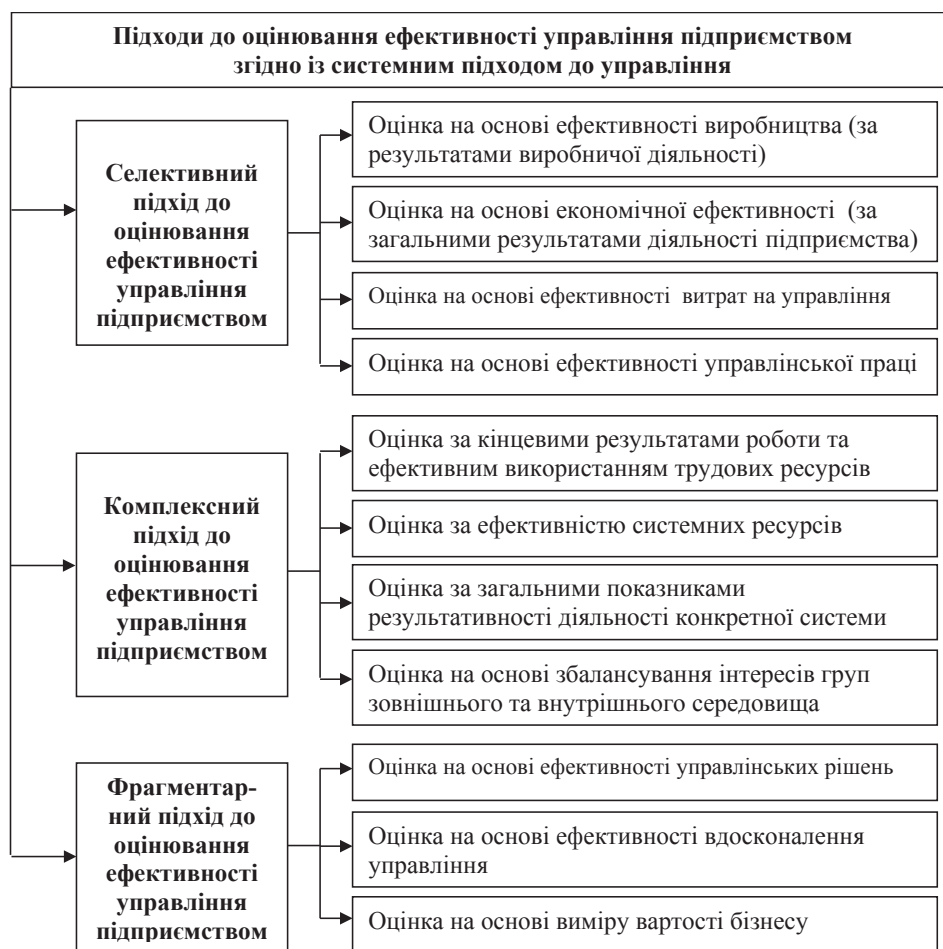 Підходи до оцінювання ефективності управління підприємством
згідно із системним підходом до управління
Селективний
підхід до
оцінювання
ефективності
управління
підприємством
Оцінка на основі ефективності виробництва (за
результатами виробничої діяльності)
Оцінка на основі економічної ефективності (за
загальними результатами діяльності підприємства)
Оцінка на основі ефективності витрат на управління
Оцінка на основі ефективності управлінської праці
Комплексний
підхід до
оцінювання
ефективності
управління
підприємством
Оцінка за кінцевими результатами роботи та
ефективним використанням трудових ресурсів
Оцінка за ефективністю системних ресурсів
Оцінка за загальними показниками
результативності діяльності конкретної системи
Оцінка на основі збалансування інтересів груп
зовнішнього та внутрішнього середовища
Фрагментар-
ний підхід до
оцінювання
ефективності
управління
підприємством
Оцінка на основі ефективності управлінських рішень
Оцінка на основі ефективності вдосконалення
управління
Оцінка на основі виміру вартості бізнесу